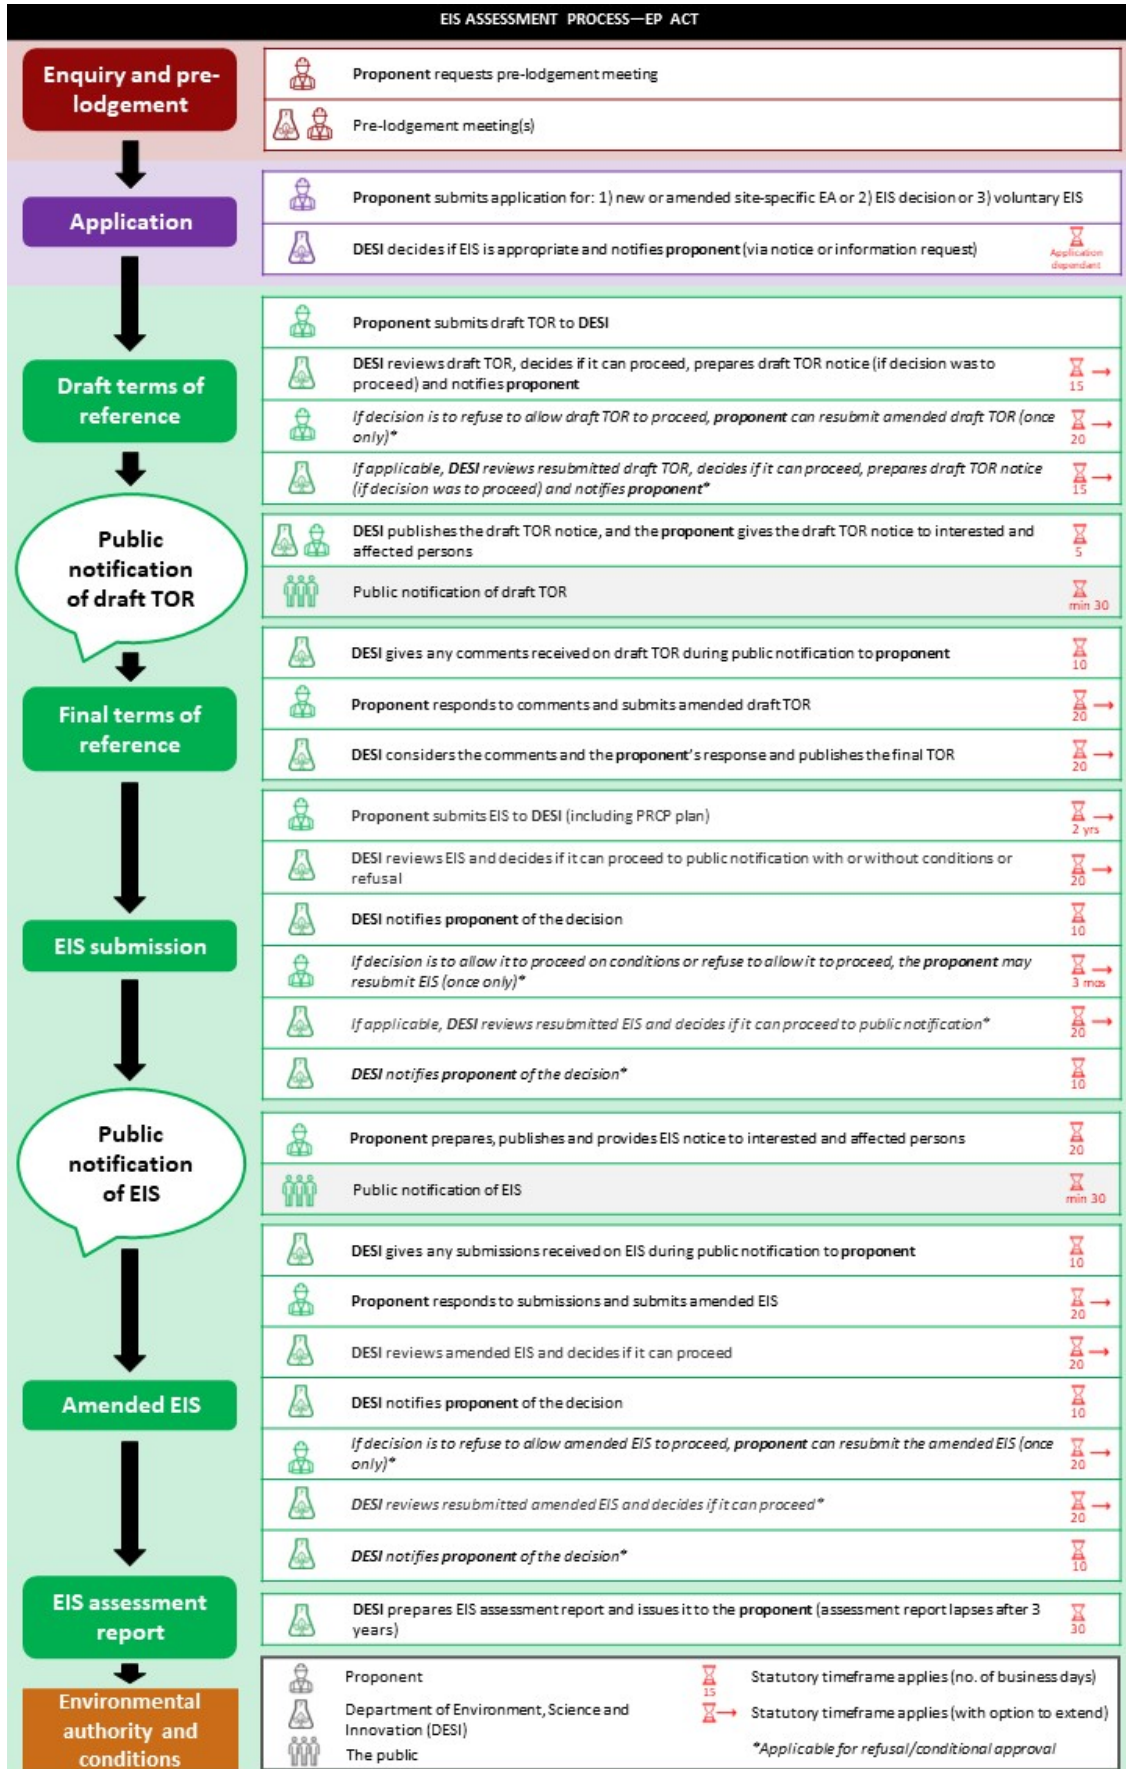 EIS ASSESSMENT PROCESS—EP ACT
Enquiry and pre-
lodgement
Proponent requests pre-lodgement meeting
Pre-lodgement meeting(s)
Application
Proponent submits application for: 1) new or amended site-specific EA or 2) EIS decision or 3) voluntary EIS
DESI decides if EIS is appropriate and notifies proponent (via notice or information request)
Application
dependant
Draft terms of
reference
Proponent submits draft TOR to DESI
DESI reviews draft TOR, decides if it can proceed, prepares draft TOR notice (if decision was to
proceed) and notifies proponent
15
If decision is to refuse to allow draft TOR to proceed, proponent can resubmit amended draft TOR (once
only)*
20
If applicable, DESI reviews resubmitted draft TOR, decides if it can proceed, prepares draft TOR notice
(if decision was to proceed) and notifies proponent*
15
Public
notification
of draft TOR
DESI publishes the draft TOR notice, and the proponent gives the draft TOR notice to interested and
affected persons
5
Public notification of draft TOR
min 30
Final terms of
reference
DESI gives any comments received on draft TOR during public notification to proponent
10
Proponent responds to comments and submits amended draft TOR
20
DESI considers the comments and the proponent's response and publishes the final TOR
20
EIS submission
Proponent submits EIS to DESI (including PRCP plan)
2 yrs
DESI reviews EIS and decides if it can proceed to public notification with or without conditions or
refusal
20
DESI notifies proponent of the decision
10
If decision is to allow it to proceed on conditions or refuse to allow it to proceed, the proponent may
resubmit EIS (once only)*
3 mos
If applicable, DESI reviews resubmitted EIS and decides if it can proceed to public notification*
20
DESI notifies proponent of the decision*
10
Public
notification
of EIS
Proponent prepares, publishes and provides EIS notice to interested and affected persons
20
Public notification of EIS
min 30
Amended EIS
DESI gives any submissions received on EIS during public notification to proponent
10
Proponent responds to submissions and submits amended EIS
20
DESI reviews amended EIS and decides if it can proceed
20
DESI notifies proponent of the decision
10
If decision is to refuse to allow amended EIS to proceed, proponent can resubmit the amended EIS (once
only)*
20
DESI reviews resubmitted amended EIS and decides if it can proceed*
20
DESI notifies proponent of the decision*
10
EIS assessment
report
DESI prepares EIS assessment report and issues it to the proponent (assessment report lapses after 3
years)
30
Environmental
authority and
conditions
Proponent
Department of Environment, Science and
Innovation (DESI)
The public
15
Statutory timeframe applies (no. of business days)
Statutory timeframe applies (with option to extend)
*Applicable for refusal/conditional approval